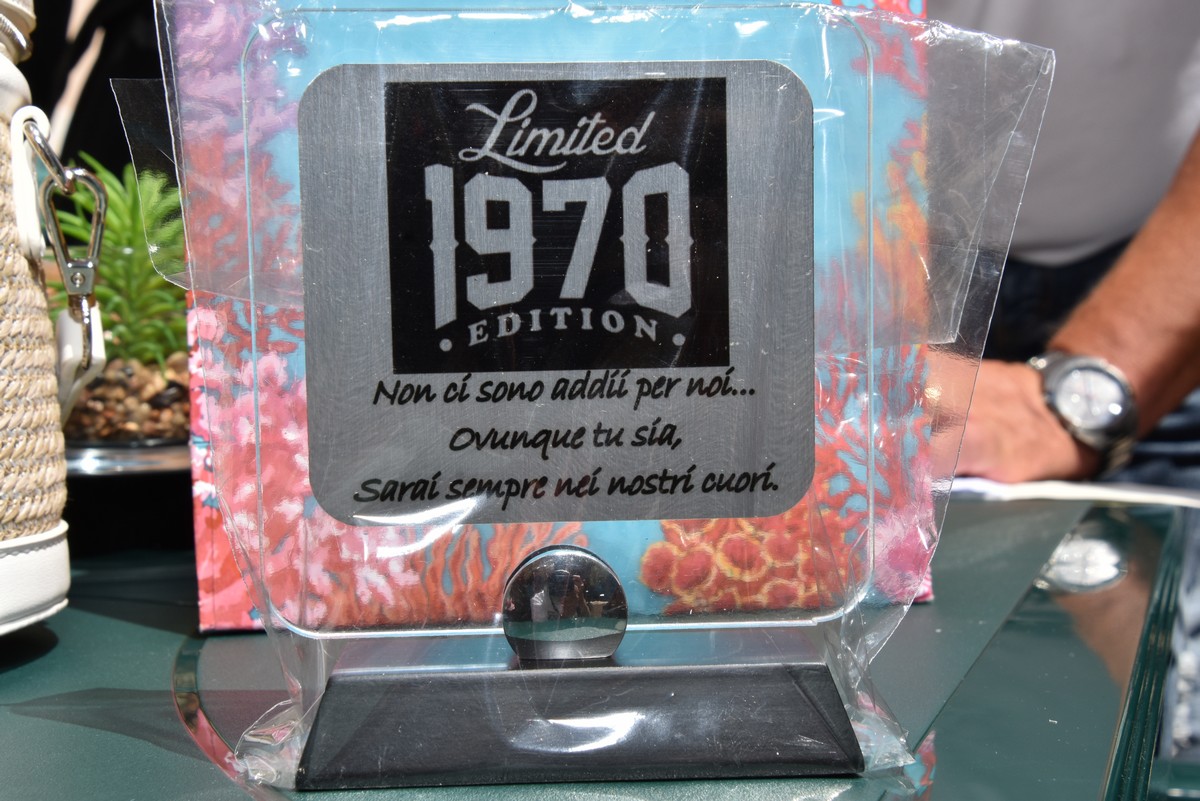 Limited
1970
• EDITION •
Non ci sono addii per noi...
Ovunque tu sia,
Sarai sempre nei nostri cuori.